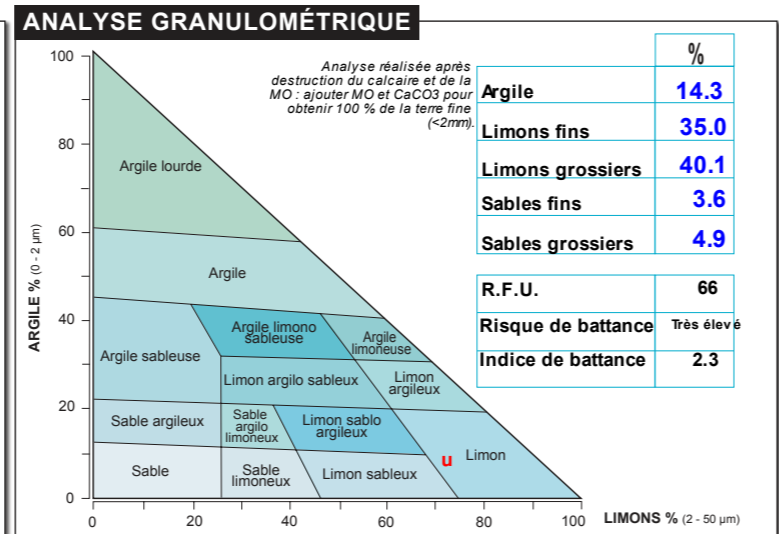 ANALYSE GRANULOMÉTRIQUE
Analyse réalisée après
destruction du calcaire et de la
MO : ajouter MO et CaCO3 pour
obtenir 100 % de la terre fine
(<2mm).
%
Argile 14.3
Limons fins 35.0
Limons grossiers 40.1
Sables fins 3.6
Sables grossiers 4.9
R.F.U. 66
Risque de battance Très élevé
Indice de battance 2.3
ARGILE % (0 - 2 µm)
100
80
60
40
20
0
Argile lourde
Argile
Argile limono
sableuse
Argile
limoneuse
Argile sableuse
Limon argilo sableux
Limon
argileux
Sable argileux
Sable
argilo
limoneux
Limon sablo
argileux
Sable
Sable
limoneux
Limon sableux
u
Limon
0 20 40 60 80 100 LIMONS % (2 - 50 µm)